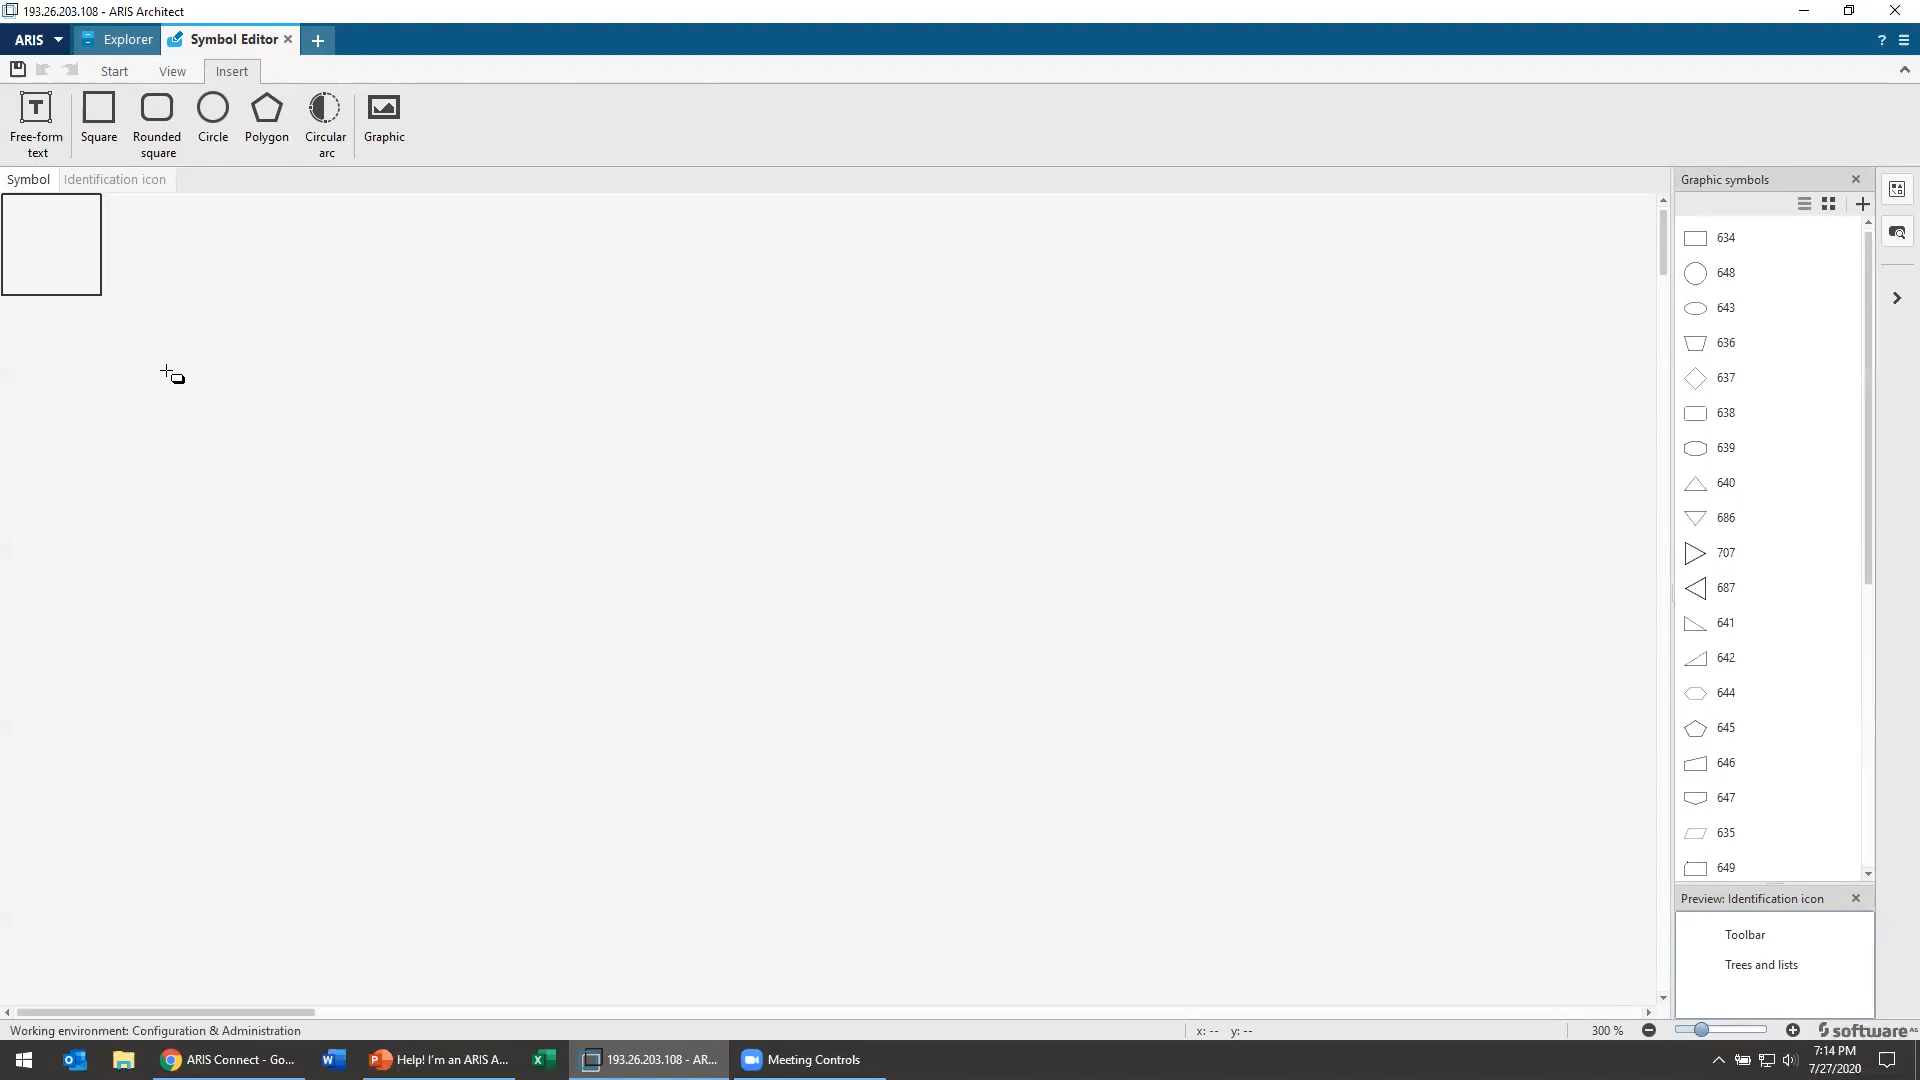 193.26.203.108 - ARIS Architect
ARIS
Explorer
Symbol Editor
?
Start
View
Insert
Free-form text
Square
Rounded square
Circle
Polygon
Circular arc
Graphic
Symbol
Identification icon
Graphic symbols
634
648
643
636
637
638
639
640
686
707
687
641
642
644
645
646
647
635
649
Preview: Identification icon
Toolbar
Trees and lists
Working environment: Configuration & Administration
x: -- y: --
300 %
software AG
ARIS Connect - Go...
Help! I'm an ARIS A...
193.26.203.108 - AR...
Meeting Controls
7:14 PM
7/27/2020